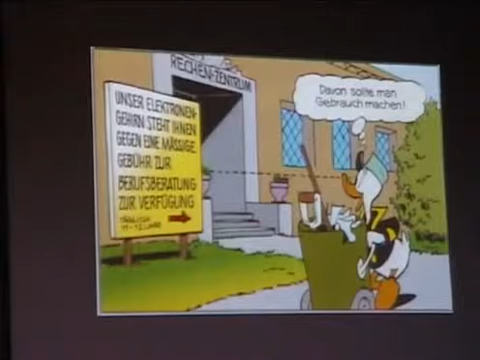 RECHEN-ZENTRUM
Davon sollte man
Gebrauch machen!
UNSER ELEKTRONEN-
GEHIRN STEHT IHNEN
GEGEN EINE MÄSSIGE
GEBÜHR ZUR
BERUFSBERATUNG
ZUR VERFÜGUNG
TÄGLICH